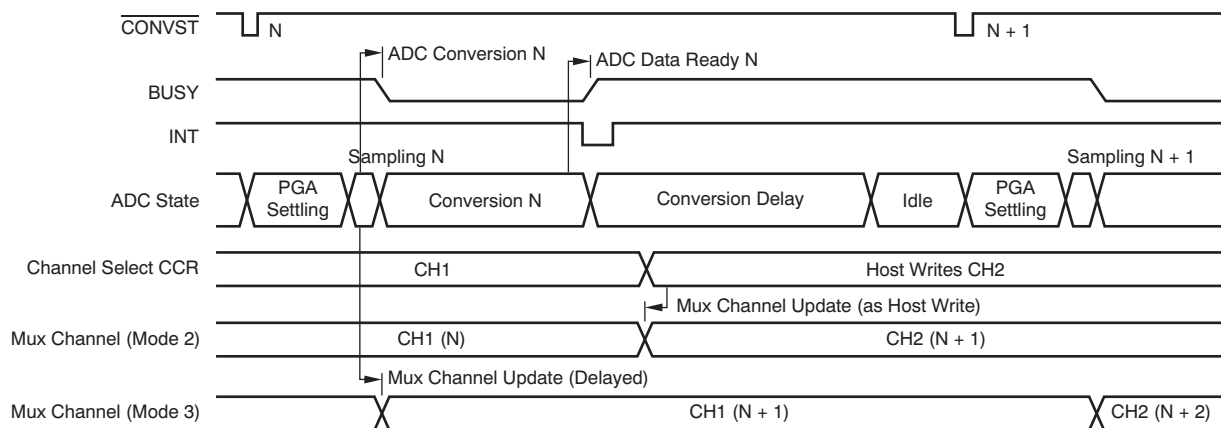 CONVST
N
N + 1
ADC Conversion N
ADC Data Ready N
BUSY
INT
Sampling N
Sampling N + 1
ADC State
PGA
Settling
Conversion N
Conversion Delay
Idle
PGA
Settling
Channel Select CCR
CH1
Host Writes CH2
Mux Channel Update (as Host Write)
Mux Channel (Mode 2)
CH1 (N)
CH2 (N + 1)
Mux Channel Update (Delayed)
Mux Channel (Mode 3)
CH1 (N + 1)
CH2 (N + 2)